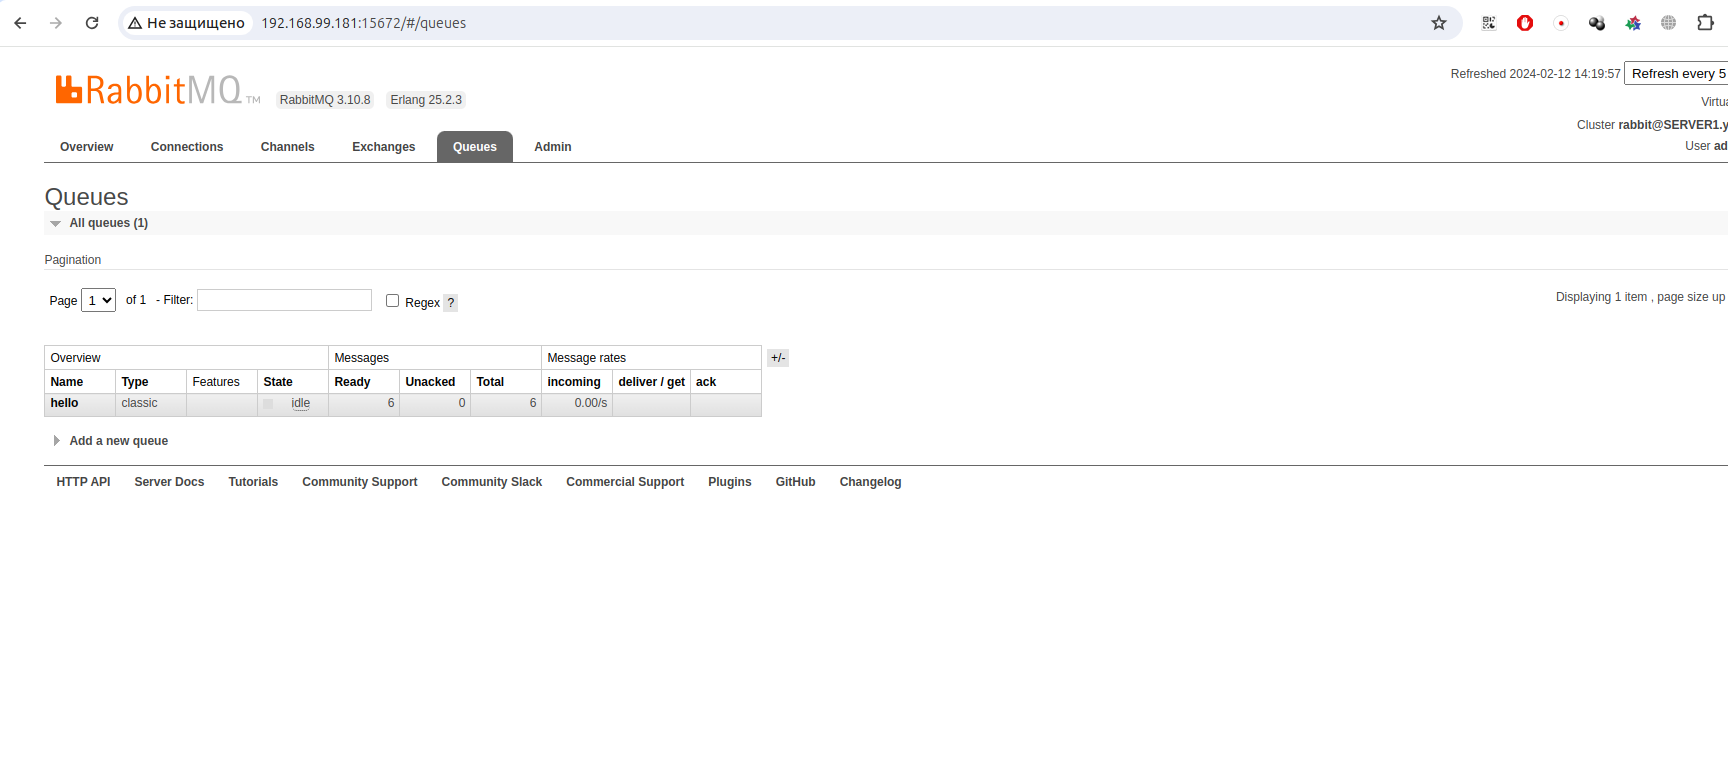 Не защищено 192.168.99.181:15672/#/queues
RabbitMQ TM RabbitMQ 3.10.8 Erlang 25.2.3
Refreshed 2024-02-12 14:19:57 Refresh every 5
Virtua
Cluster rabbit@SERVER1.y
User ad
Overview Connections Channels Exchanges Queues Admin
Queues
All queues (1)
Pagination
Page 1 of 1 - Filter: Regex ? Displaying 1 item , page size up
Overview Messages Message rates +/-
Name Type Features State Ready Unacked Total incoming deliver / get ack
hello classic idle 6 0 6 0.00/s
Add a new queue
HTTP API Server Docs Tutorials Community Support Community Slack Commercial Support Plugins GitHub Changelog